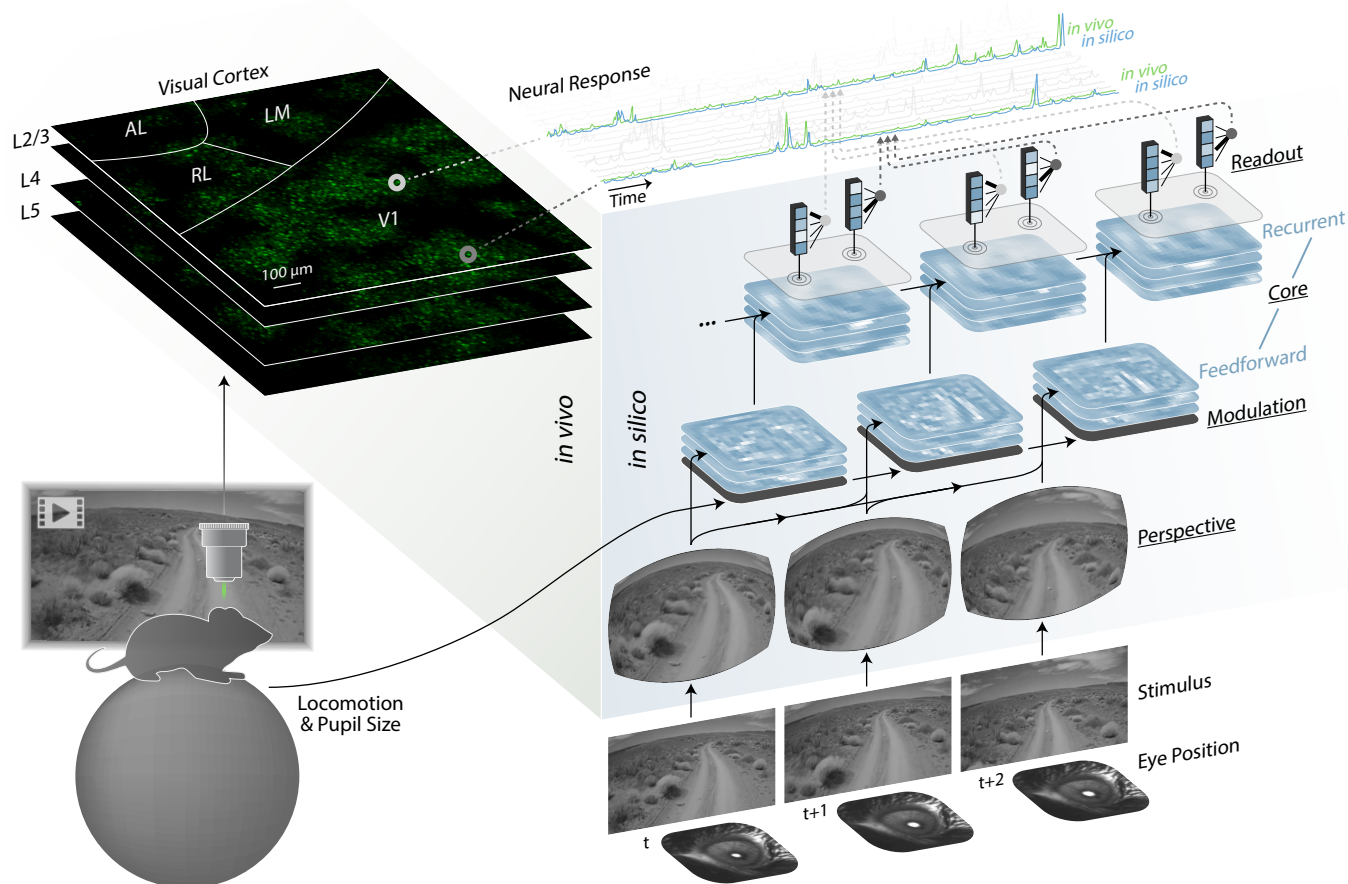 Visual Cortex
L2/3
L4
L5
AL
LM
RL
V1
100 µm
Neural Response
in vivo
in silico
in vivo
in silico
Time
Readout
Recurrent
Core
Feedforward
Modulation
...
in vivo
in silico
Perspective
Locomotion
& Pupil Size
Stimulus
Eye Position
t
t+1
t+2